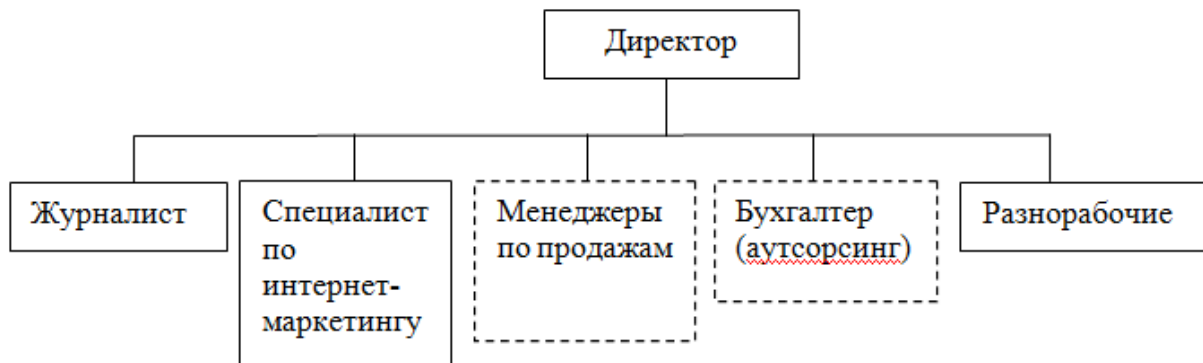 Директор
Журналист
Специалист
по
интернет-
маркетингу
Менеджеры
по продажам
Бухгалтер
(аутсорсинг)
Разнорабочие